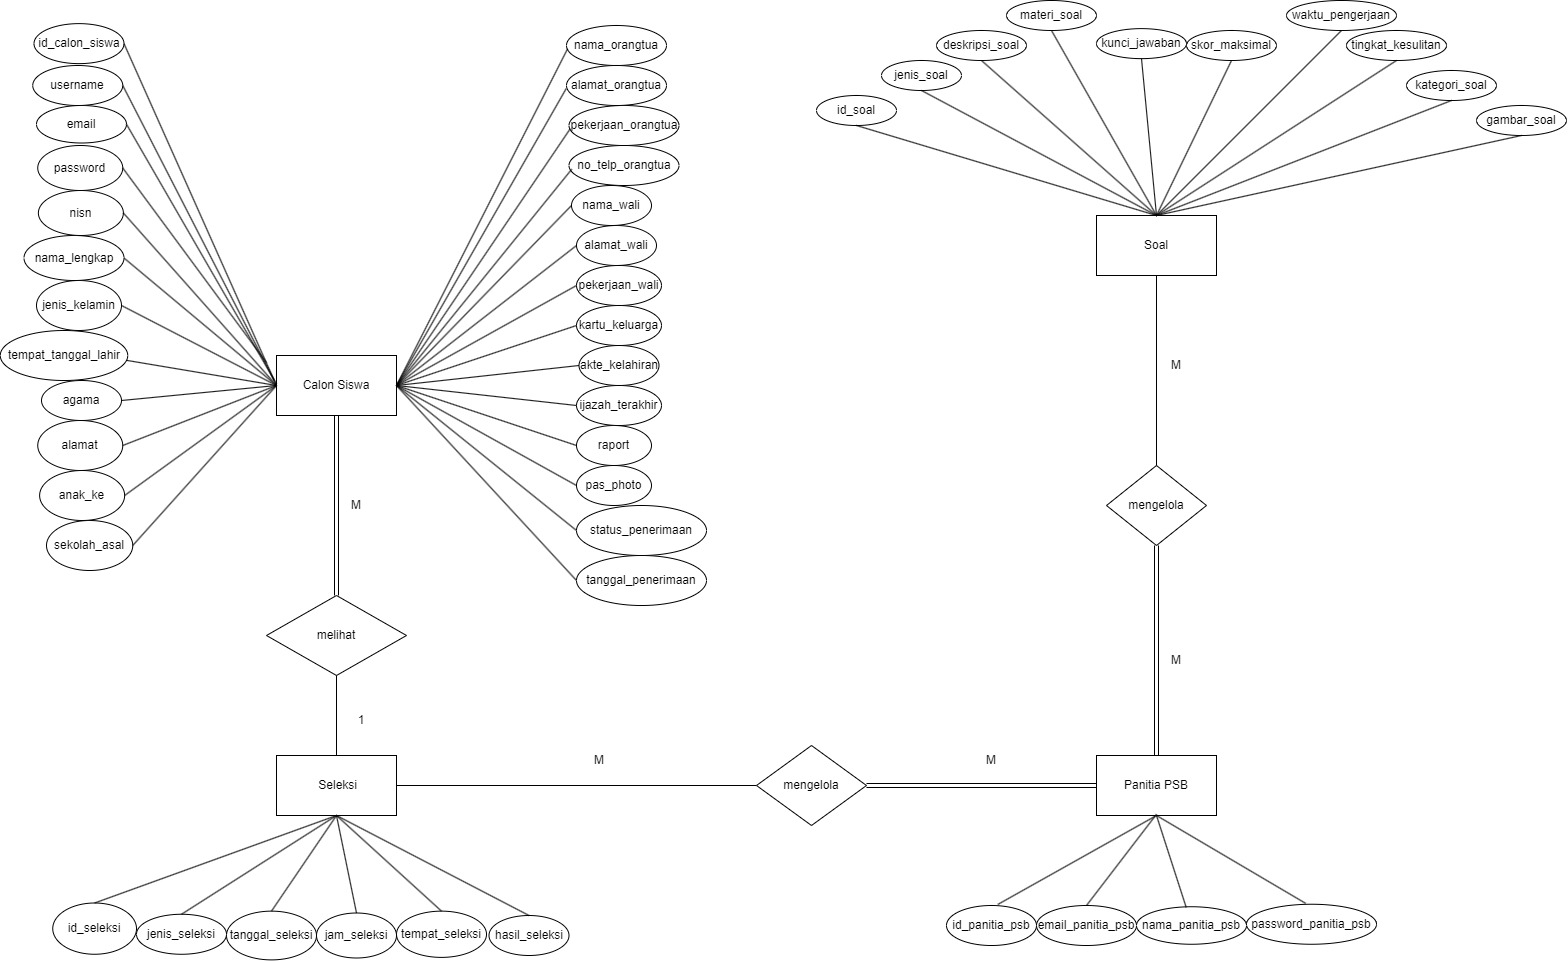 id_calon_siswa
username
email
password
nisn
nama_lengkap
jenis_kelamin
tempat_tanggal_lahir
agama
alamat
anak_ke
sekolah_asal
Calon Siswa
nama_orangtua
alamat_orangtua
pekerjaan_orangtua
no_telp_orangtua
nama_wali
alamat_wali
pekerjaan_wali
kartu_keluarga
akte_kelahiran
ijazah_terakhir
raport
pas_photo
status_penerimaan
tanggal_penerimaan
M
melihat
1
Seleksi
id_seleksi
jenis_seleksi
tanggal_seleksi
jam_seleksi
tempat_seleksi
hasil_seleksi
M
mengelola
M
id_soal
jenis_soal
deskripsi_soal
materi_soal
kunci_jawaban
skor_maksimal
waktu_pengerjaan
tingkat_kesulitan
kategori_soal
gambar_soal
Soal
M
mengelola
M
Panitia PSB
id_panitia_psb
email_panitia_psb
nama_panitia_psb
password_panitia_psb